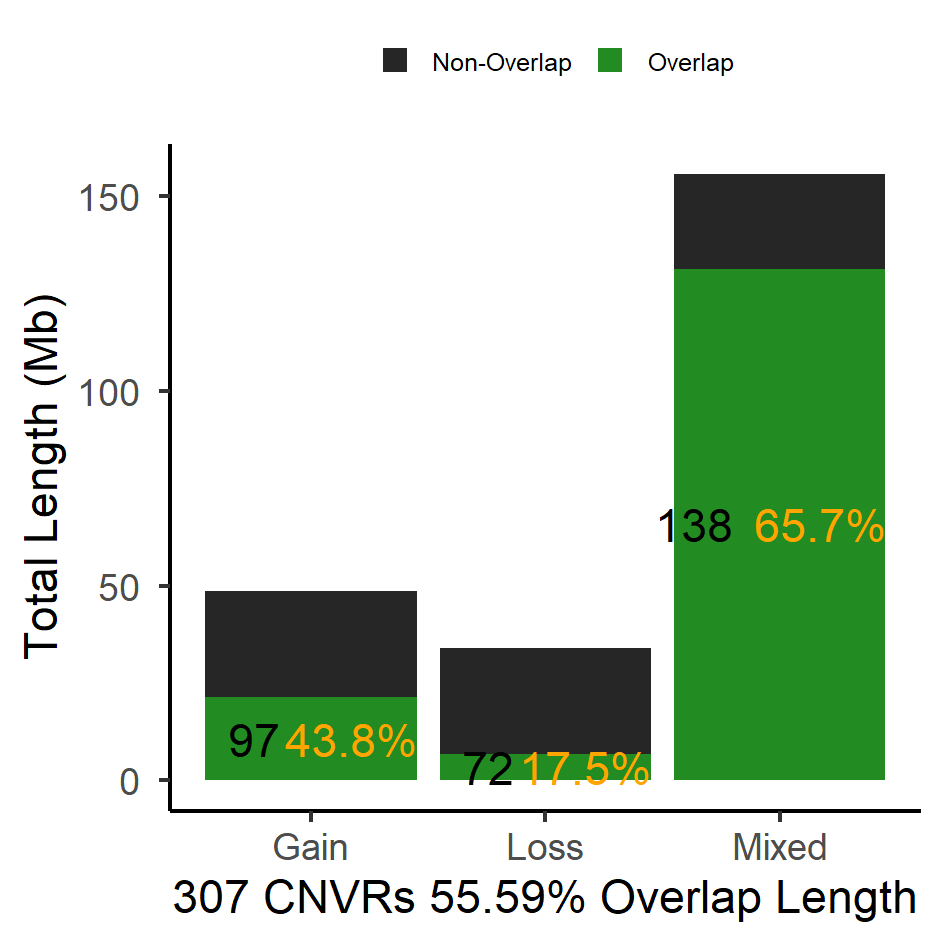 Non-Overlap Overlap
Total Length (Mb)
150
100
50
0
138 65.7%
97 43.8%
72 17.5%
Gain Loss Mixed
307 CNVRs 55.59% Overlap Length